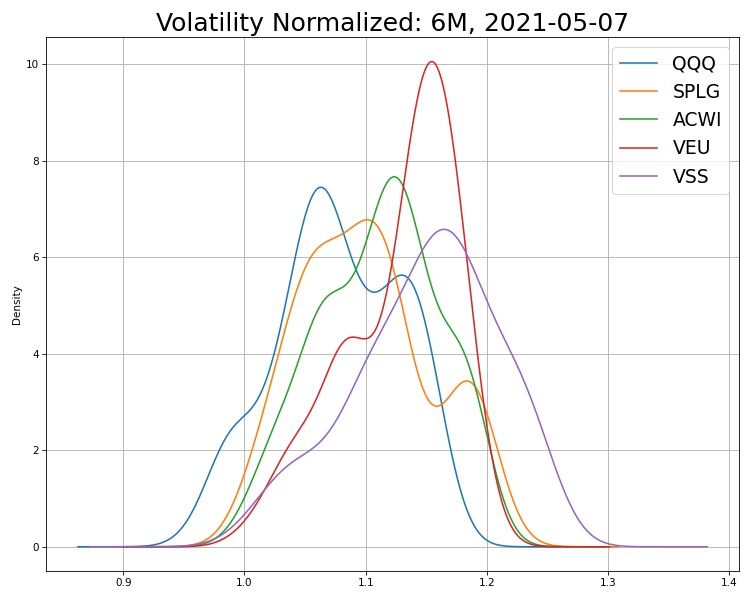 Volatility Normalized: 6M, 2021-05-07
QQQ
SPLG
ACWI
VEU
VSS
Density
10
8
6
4
2
0
0.9 1.0 1.1 1.2 1.3 1.4